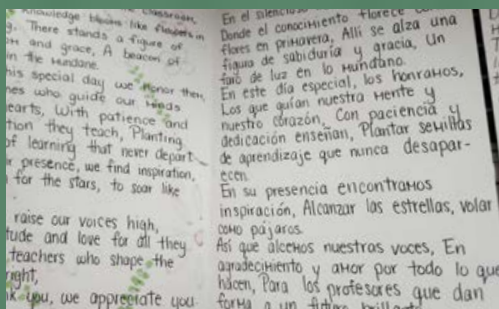 classroom,
Knowledge blooms like flowers in
g. There stands a figure of
and grace, A beacon of
in the mundane.
his special day we honor them,
nes who guide our minds
earts, With patience and
tion they teach, Planting
of learning that never depart
r presence, we find inspiration,
for the stars, to soar like
raise our voices high,
tude and love for all they
teachers who shape the
right,
nk you, we appreciate you
En el silencio
Donde el conocimiento florece
flores en primavera, Allí se alza una
figura de sabiduría y gracia, Un
faro de luz en lo mundano.
En este día especial, los honramos,
Los que guían nuestra mente y
nuestro corazón, Con paciencia y
dedicación enseñan, Plantar semillas
de aprendizaje que nunca desapar-
ecen.
En su presencia encontramos
inspiración, Alcanzar las estrellas, volar
como pájaros.
Así que alcemos nuestras voces, En
agradecimiento y amor por todo lo que
hacen, Para los profesores que dan
forma a un futuro brillante